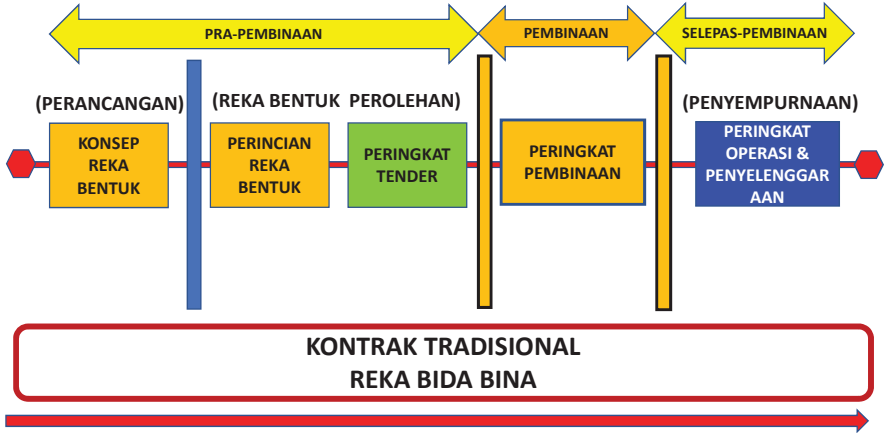 PRA-PEMBINAAN
PEMBINAAN
SELEPAS-PEMBINAAN
(PERANCANGAN)
(REKA BENTUK PEROLEHAN)
(PENYEMPURNAAN)
KONSEP
REKA
BENTUK
PERINCIAN
REKA
BENTUK
PERINGKAT
TENDER
PERINGKAT
PEMBINAAN
PERINGKAT
OPERASI &
PENYELENGGAR
AAN
KONTRAK TRADISIONAL
REKA BIDA BINA